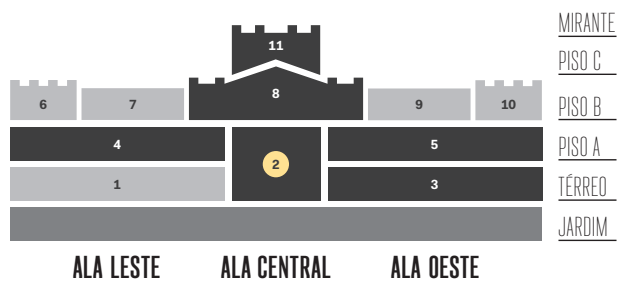 MIRANTE
11
PISO C
8
6
7
9
10
PISO B
4
5
PISO A
2
1
3
TÉRREO
JARDIM
ALA LESTE
ALA CENTRAL
ALA OESTE